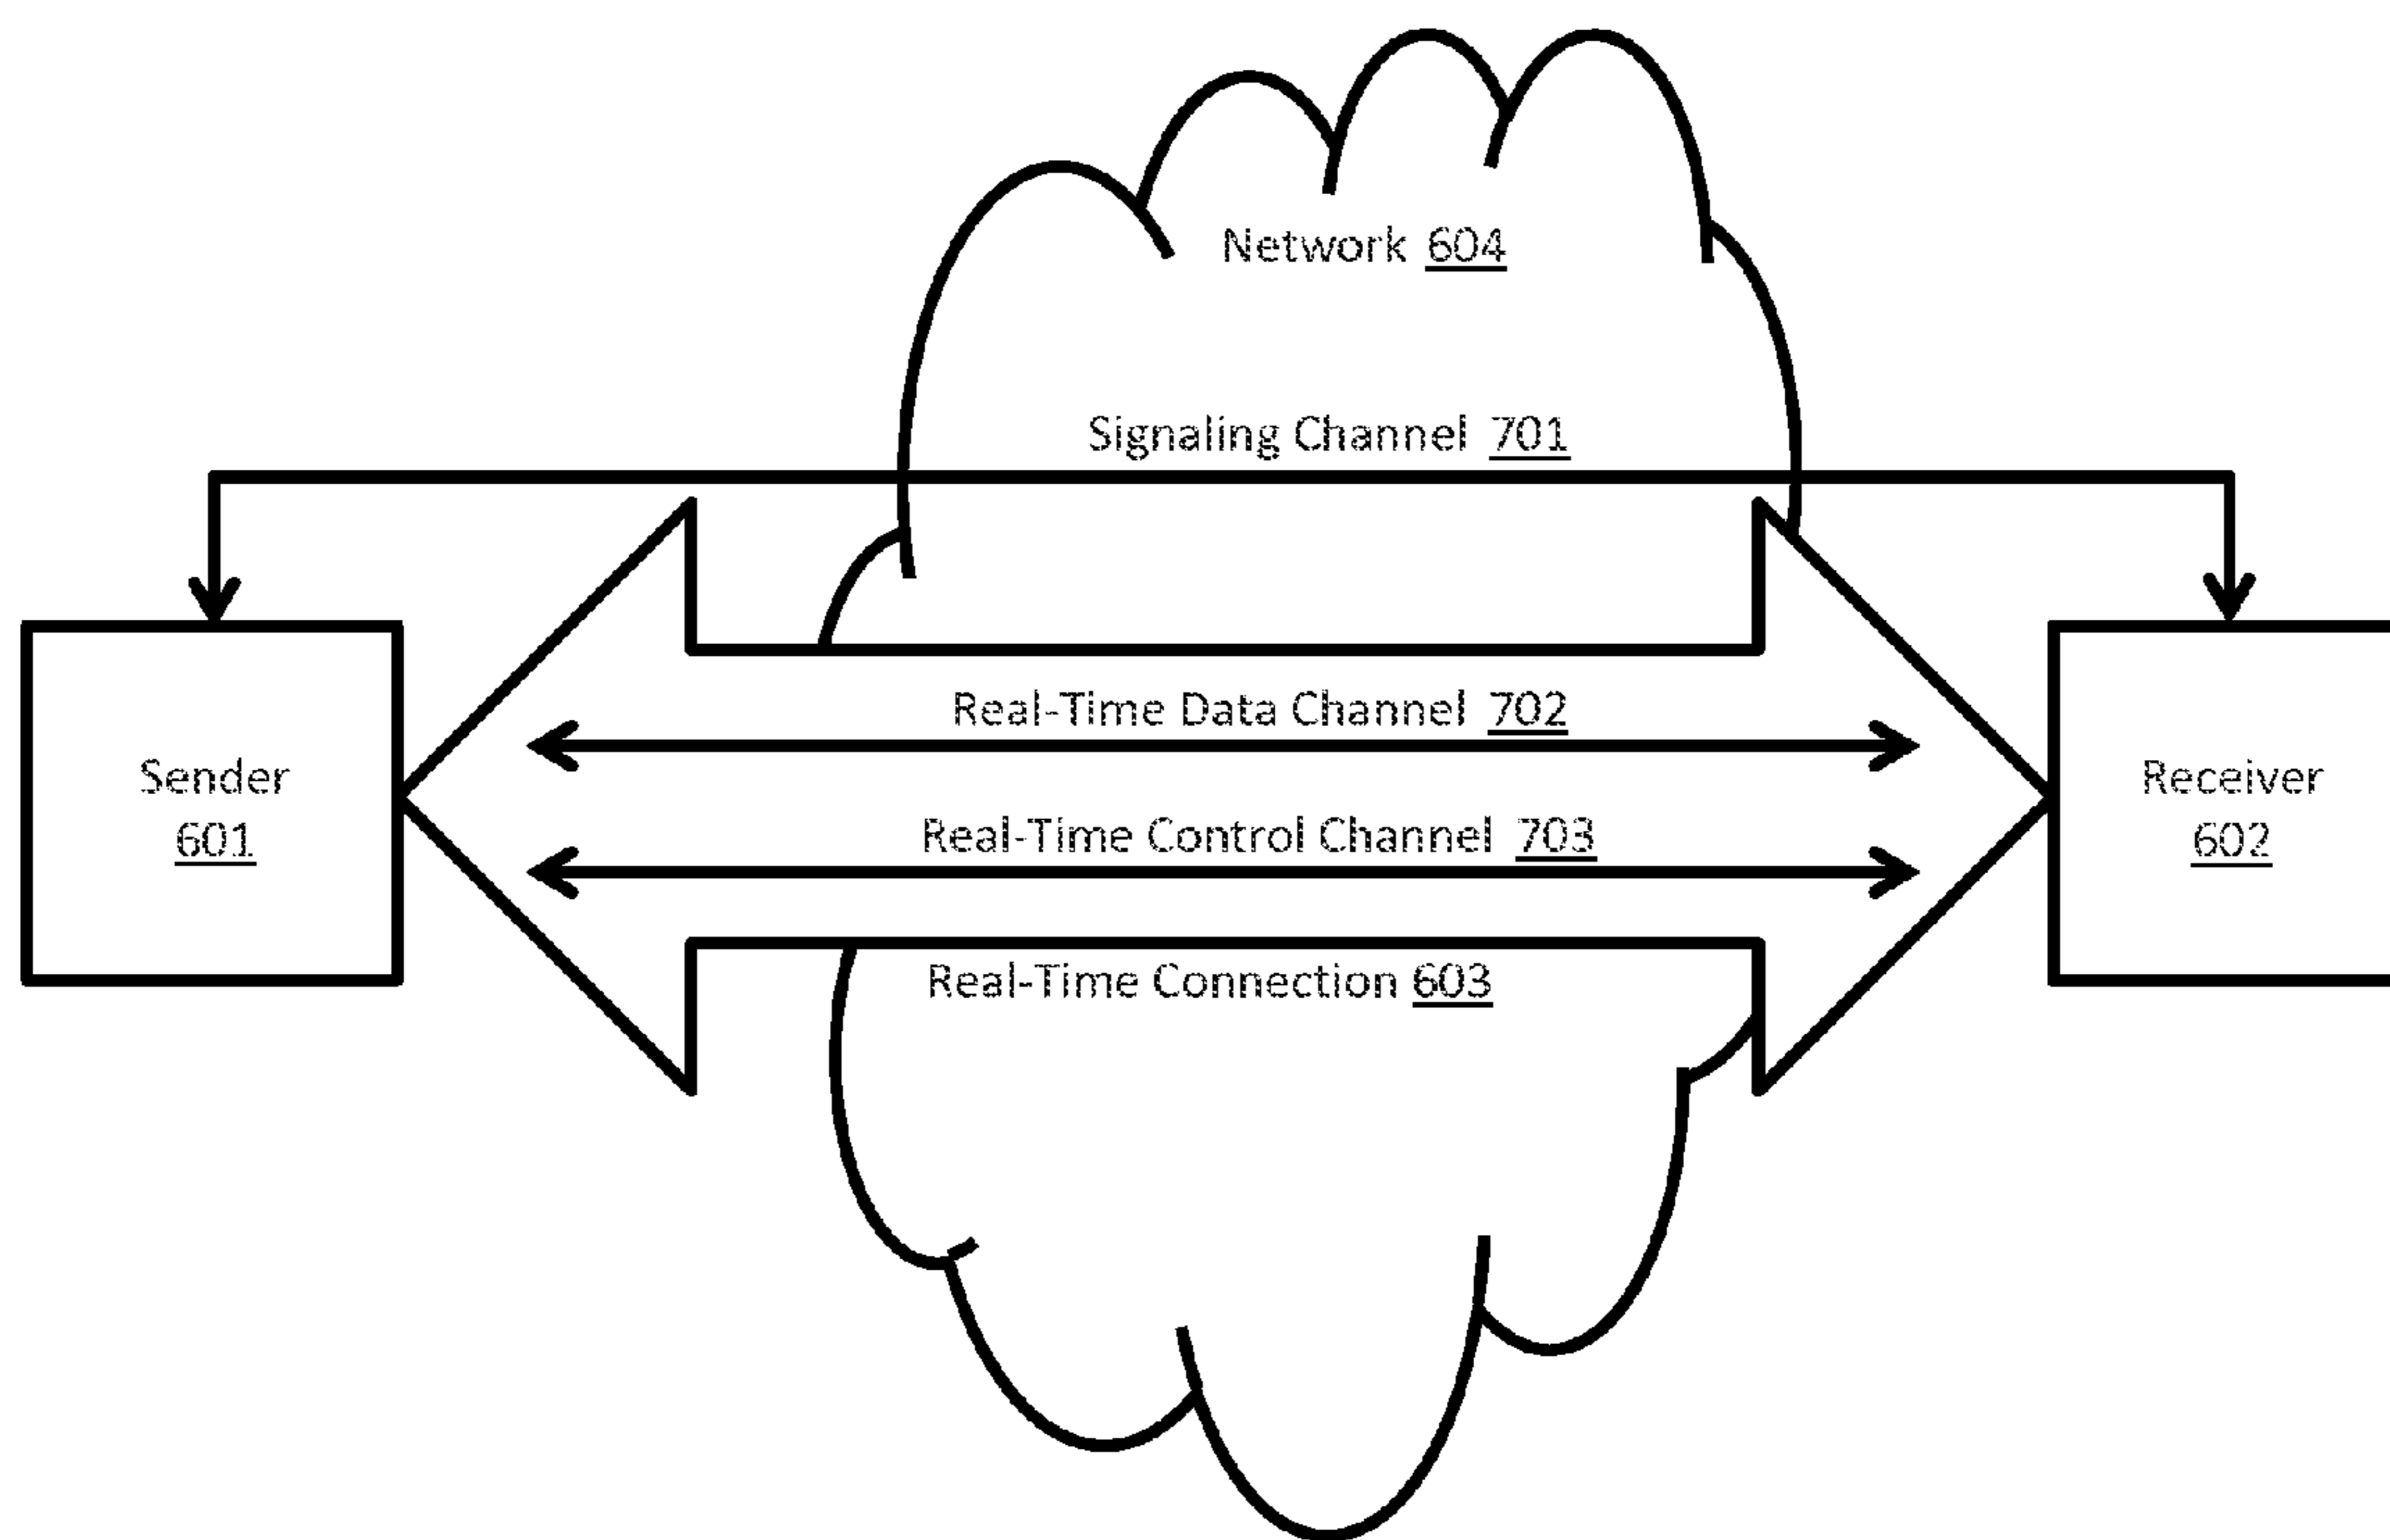 Network 604
Signaling Channel 701
Real-Time Data Channel 702
Sender
601
Real-Time Control Channel 703
Receiver
602
Real-Time Connection 603